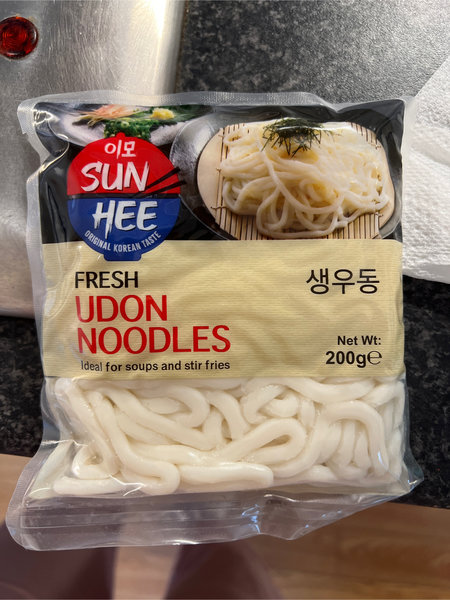 이모
SUN
HEE
ORIGINAL KOREAN TASTE
FRESH
생우동
UDON
NOODLES
Ideal for soups and stir fries
Net Wt:
200g℮